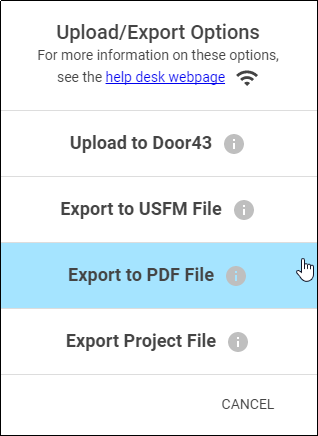 Upload/Export Options
For more information on these options,
see the help desk webpage
Upload to Door43
Export to USFM File
Export to PDF File
Export Project File
CANCEL